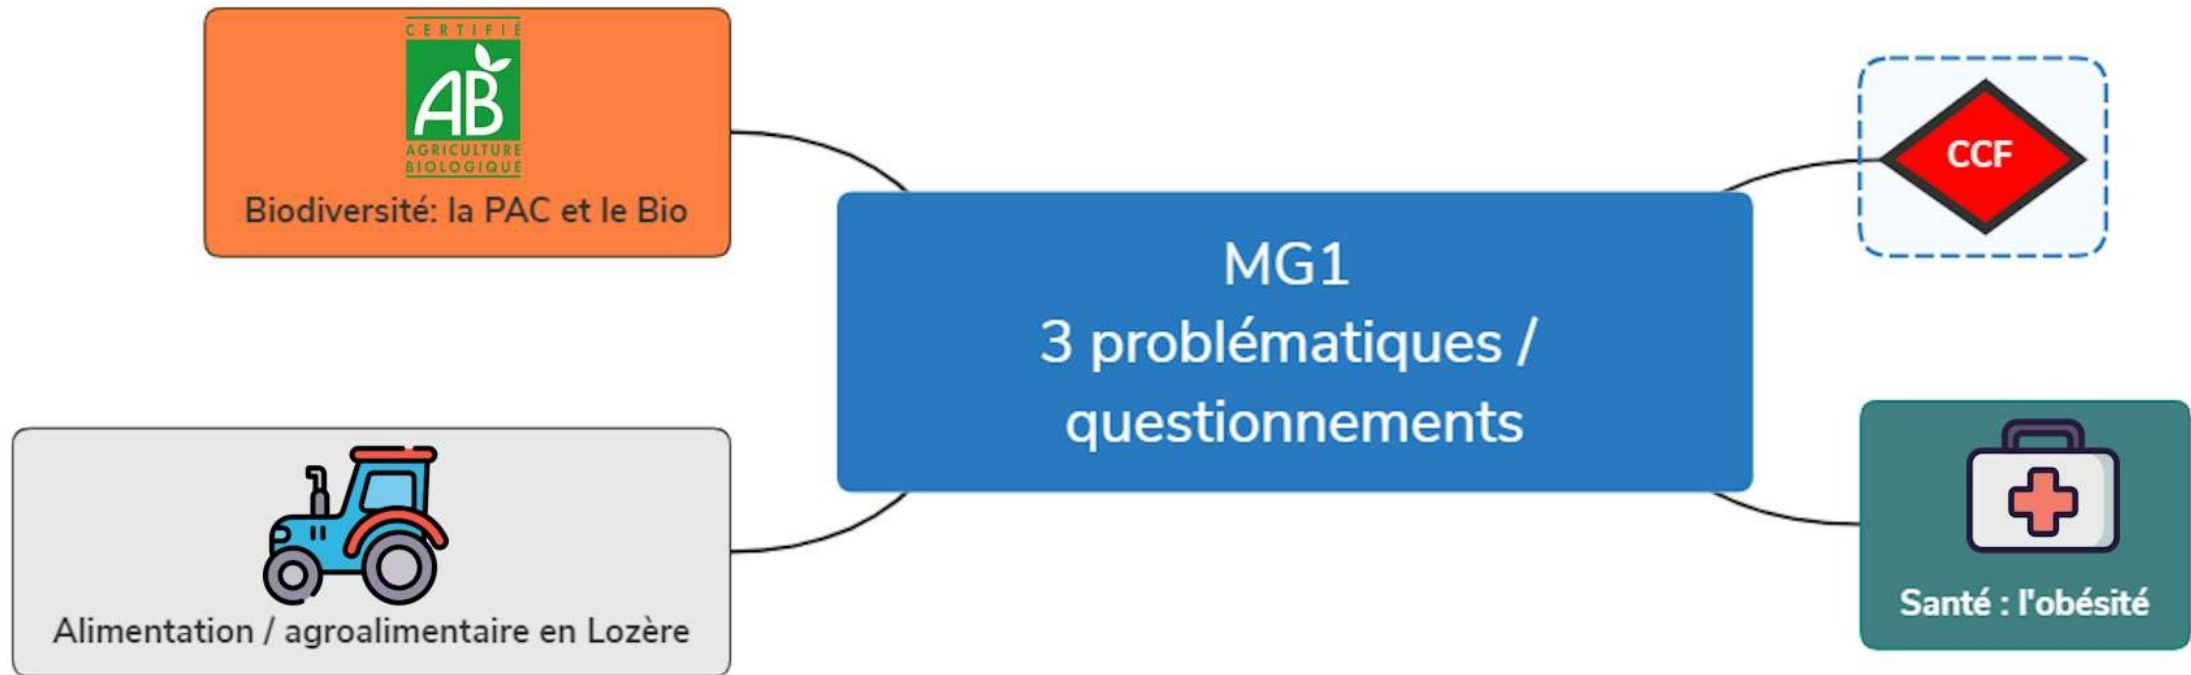 CERTIFIÉ
AB
AGRICULTURE
BIOLOGIQUE
Biodiversité: la PAC et le Bio
Alimentation / agroalimentaire en Lozère
MG1
3 problématiques /
questionnements
CCF
Santé : l'obésité